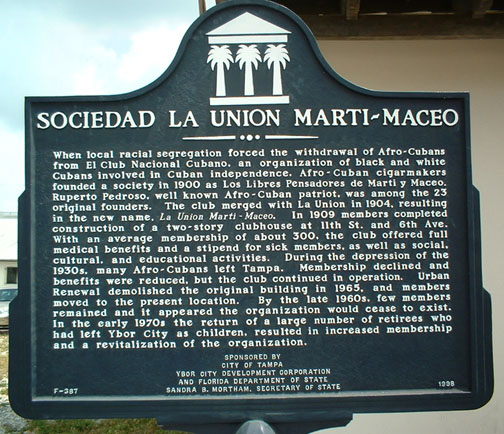 SOCIEDAD LA UNION MARTI-MACEO
When local racial segregation forced the withdrawal of Afro-Cubans
from El Club Nacional Cubano, an organization of black and white
Cubans involved in Cuban independence, Afro-Cuban cigarmakers
founded a society in 1900 as Los Libres Pensadores de Marti y Maceo.
Ruperto Pedroso, well known Afro-Cuban patriot, was among the 23
original founders. The club merged with La Union in 1904, resulting
in the new name, La Union Marti-Maceo. In 1909 members completed
construction of a two-story clubhouse at 11th St. and 6th Ave.
With an average membership of about 300, the club offered full
medical benefits and a stipend for sick members, as well as social,
cultural, and educational activities. During the depression of the
1930s, many Afro-Cubans left Tampa. Membership declined and
benefits were reduced, but the club continued in operation. Urban
Renewal demolished the original building in 1965, and members
moved to the present location. By the late 1960s, few members
remained and it appeared the organization would cease to exist.
In the early 1970s the return of a large number of retirees who
had left Ybor City as children, resulted in increased membership
and a revitalization of the organization.
SPONSORED BY
CITY OF TAMPA
YBOR CITY DEVELOPMENT CORPORATION
AND FLORIDA DEPARTMENT OF STATE
SANDRA B. MORTHAM, SECRETARY OF STATE
F-387 1998